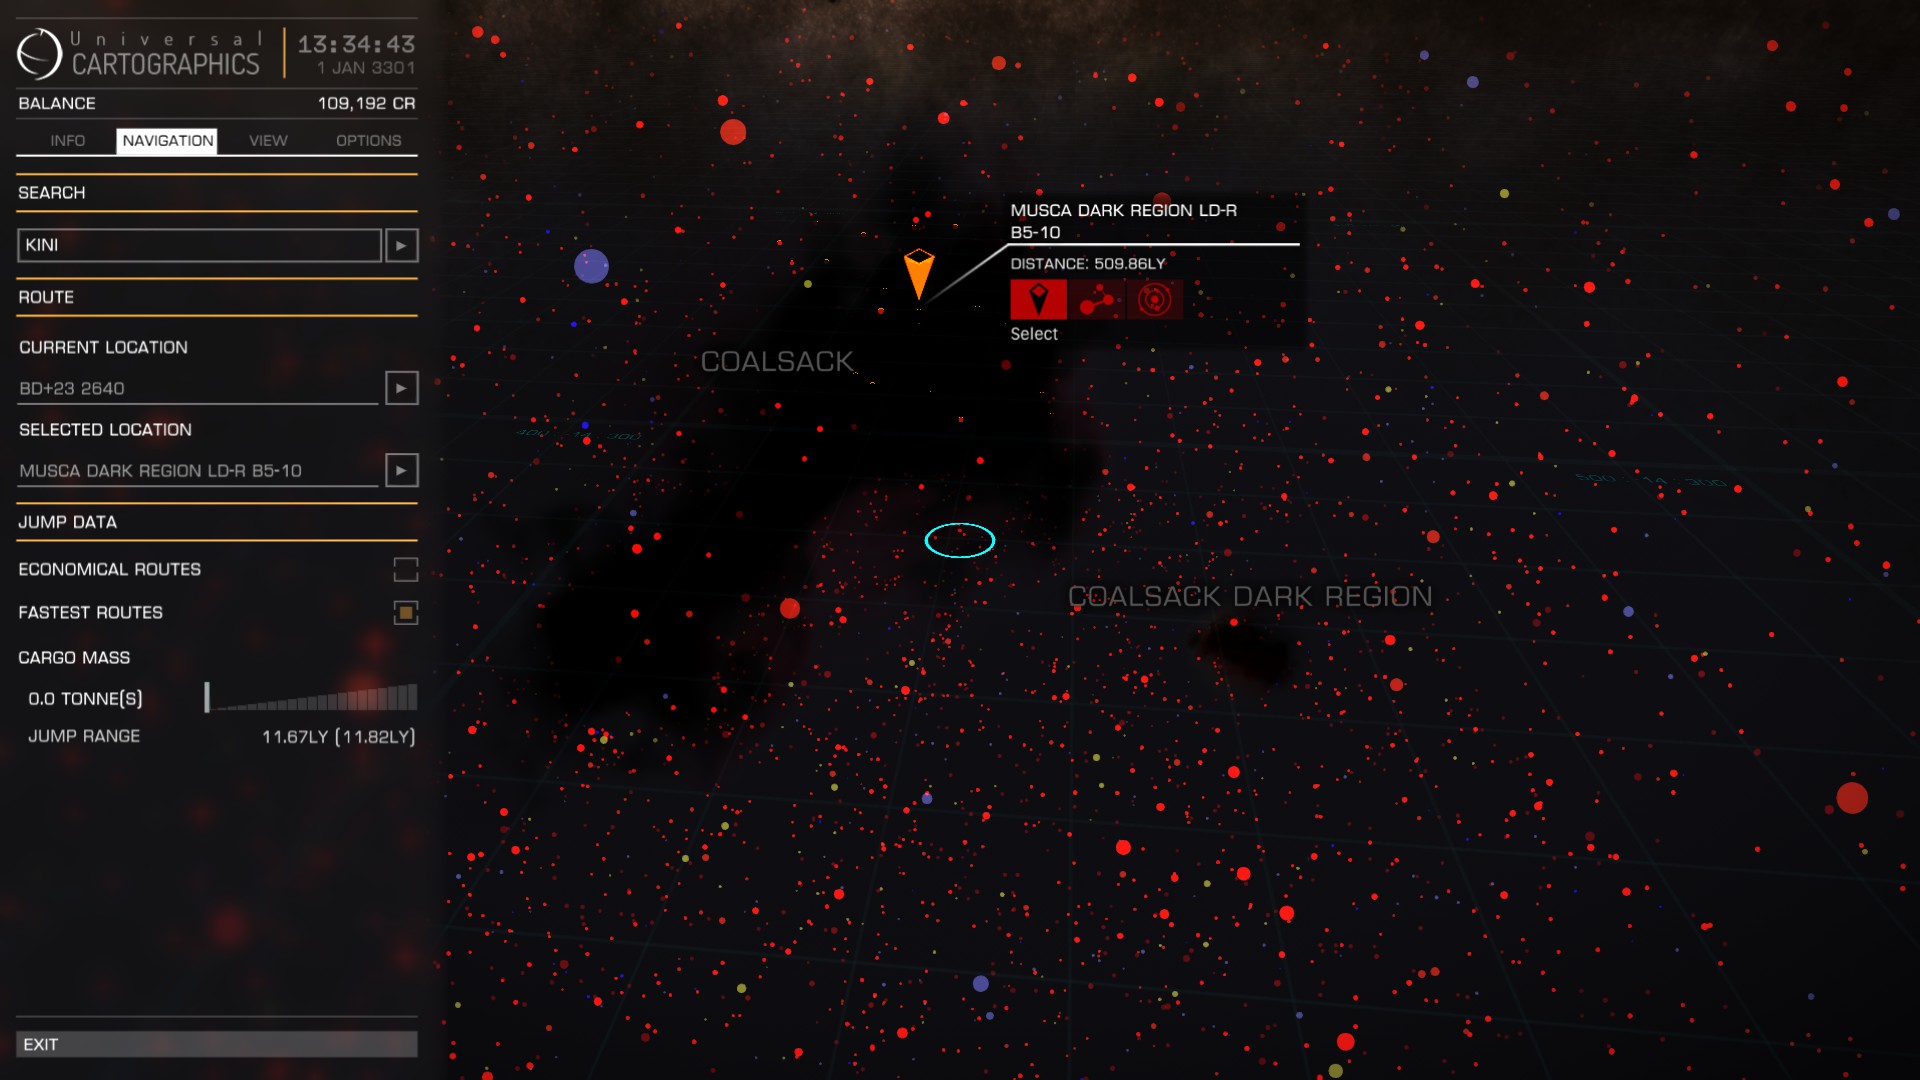 Universal
CARTOGRAPHICS
13:34:43
1 JAN 3301
BALANCE 109,192 CR
INFO NAVIGATION VIEW OPTIONS
SEARCH
KINI
ROUTE
CURRENT LOCATION
BD+23 2640
SELECTED LOCATION
MUSCA DARK REGION LD-R B5-10
JUMP DATA
ECONOMICAL ROUTES
FASTEST ROUTES
CARGO MASS
0.0 TONNE(S)
JUMP RANGE 11.67LY (11.82LY)
EXIT
MUSCA DARK REGION LD-R
B5-10
DISTANCE: 509.86LY
Select
COALSACK
COALSACK DARK REGION